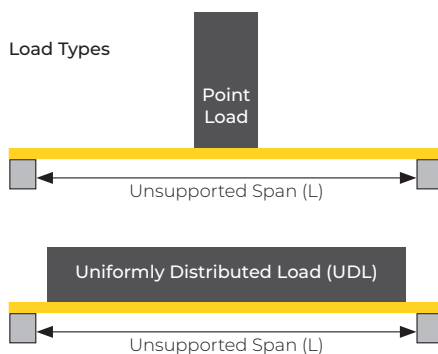 Load Types
Point
Load
Unsupported Span (L)
Uniformly Distributed Load (UDL)
Unsupported Span (L)